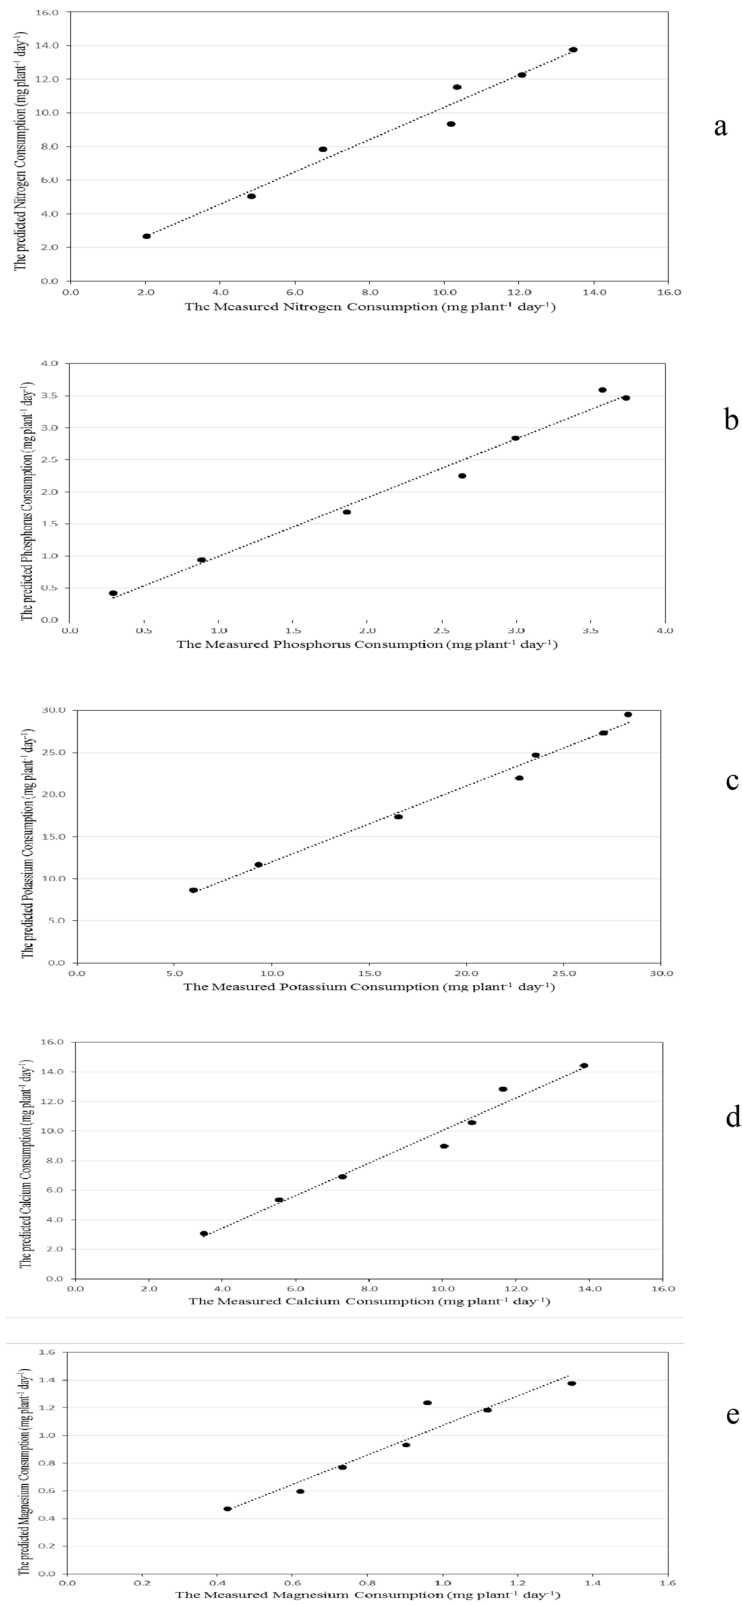 16.0
14.0
12.0
10.0
8.0
6.0
4.0
2.0
0.0
The predicted Nitrogen Consumption (mg plant⁻¹ day⁻¹)
0.0 2.0 4.0 6.0 8.0 10.0 12.0 14.0 16.0
The Measured Nitrogen Consumption (mg plant⁻¹ day⁻¹)
a
4.0
3.5
3.0
2.5
2.0
1.5
1.0
0.5
0.0
The predicted Phosphorus Consumption (mg plant⁻¹ day⁻¹)
0.0 0.5 1.0 1.5 2.0 2.5 3.0 3.5 4.0
The Measured Phosphorus Consumption (mg plant⁻¹ day⁻¹)
b
30.0
25.0
20.0
15.0
10.0
5.0
0.0
The predicted Potassium Consumption (mg plant⁻¹ day⁻¹)
0.0 5.0 10.0 15.0 20.0 25.0 30.0
The Measured Potassium Consumption (mg plant⁻¹ day⁻¹)
c
16.0
14.0
12.0
10.0
8.0
6.0
4.0
2.0
0.0
The predicted Calcium Consumption (mg plant⁻¹ day⁻¹)
0.0 2.0 4.0 6.0 8.0 10.0 12.0 14.0 16.0
The Measured Calcium Consumption (mg plant⁻¹ day⁻¹)
d
1.6
1.4
1.2
1.0
0.8
0.6
0.4
0.2
0.0
The predicted Magnesium Consumption (mg plant⁻¹ day⁻¹)
0.0 0.2 0.4 0.6 0.8 1.0 1.2 1.4 1.6
The Measured Magnesium Consumption (mg plant⁻¹ day⁻¹)
e